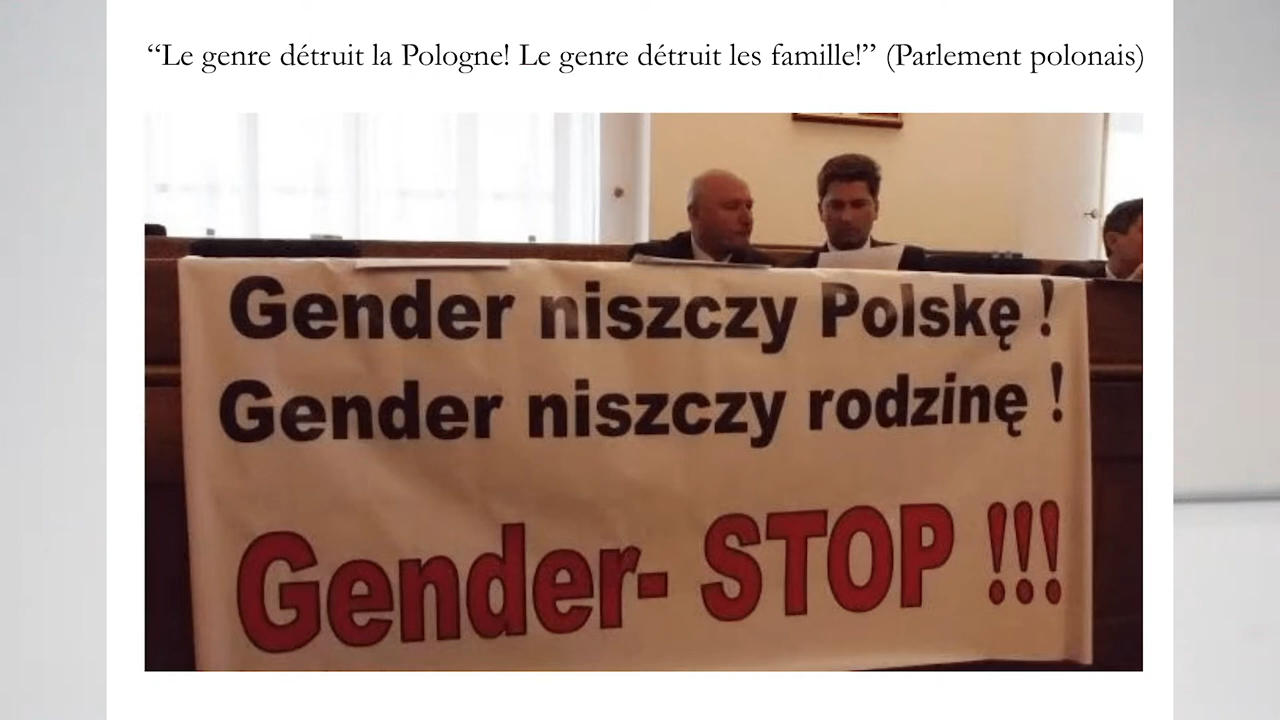 “Le genre détruit la Pologne! Le genre détruit les famille!” (Parlement polonais)
Gender niszczy Polskę !
Gender niszczy rodzinę !
Gender- STOP !!!